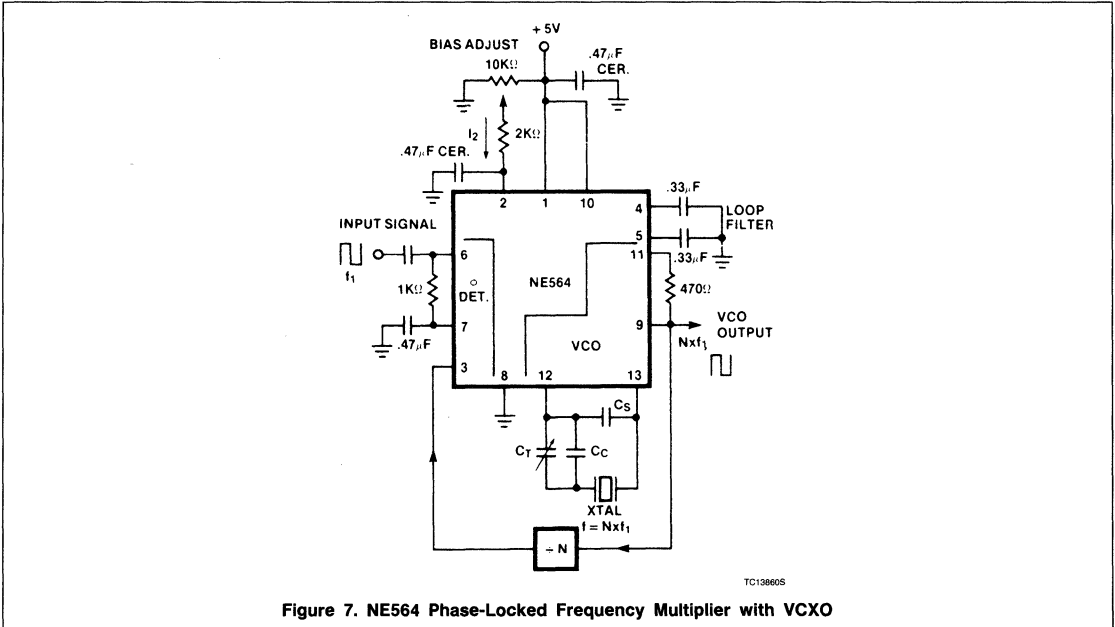 +5V
BIAS ADJUST
10KΩ
.47μF
CER.
I2
2KΩ
.47μF CER.
2
1
10
4
.33μF
LOOP
FILTER
5
.33μF
11
INPUT SIGNAL
f1
6
1KΩ
DET.
NE564
470Ω
7
.47μF
9
VCO
OUTPUT
Nxf1
VCO
3
8
12
13
CS
CT
CC
XTAL
f = Nxf1
÷ N
TC13860S
Figure 7. NE564 Phase-Locked Frequency Multiplier with VCXO